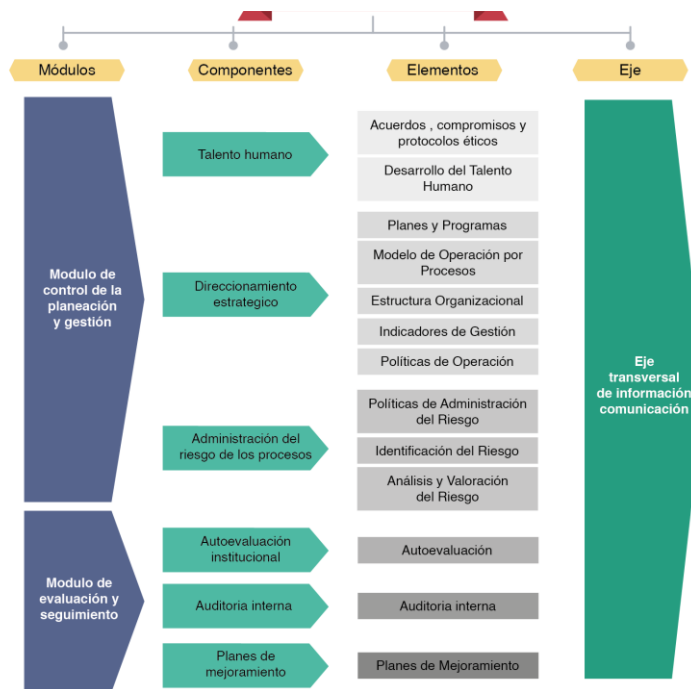 Módulos
Componentes
Elementos
Eje
Modulo de
control de la
planeación
y gestión
Talento humano
Acuerdos , compromisos y
protocolos éticos
Desarrollo del Talento
Humano
Direccionamiento
estrategico
Planes y Programas
Modelo de Operación por
Procesos
Estructura Organizacional
Indicadores de Gestión
Políticas de Operación
Administración del
riesgo de los procesos
Políticas de Administración
del Riesgo
Identificación del Riesgo
Análisis y Valoración
del Riesgo
Modulo de
evaluación y
seguimiento
Autoevaluación
institucional
Autoevaluación
Auditoria interna
Auditoria interna
Planes de
mejoramiento
Planes de Mejoramiento
Eje
transversal
de información
comunicación